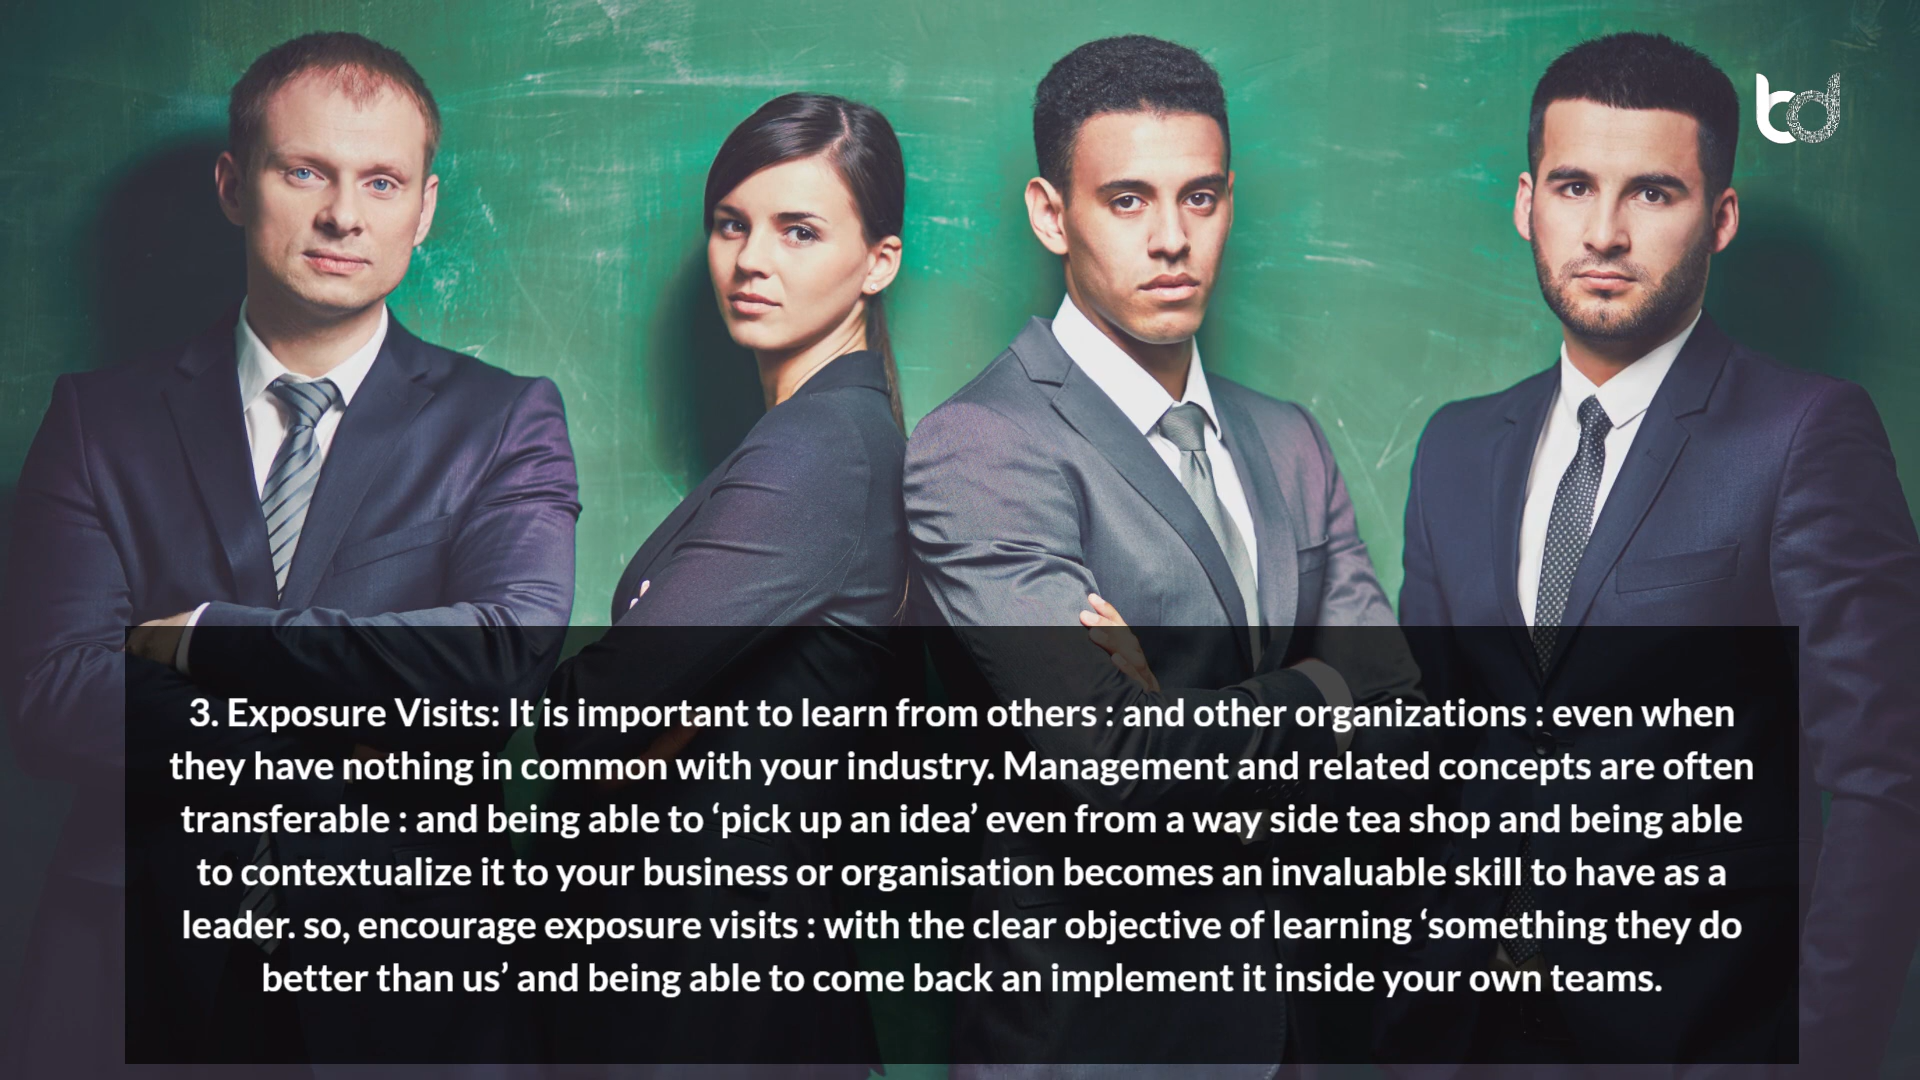 bd
3. Exposure Visits: It is important to learn from others : and other organizations : even when
they have nothing in common with your industry. Management and related concepts are often
transferable : and being able to ‘pick up an idea’ even from a way side tea shop and being able
to contextualize it to your business or organisation becomes an invaluable skill to have as a
leader. so, encourage exposure visits : with the clear objective of learning ‘something they do
better than us’ and being able to come back an implement it inside your own teams.